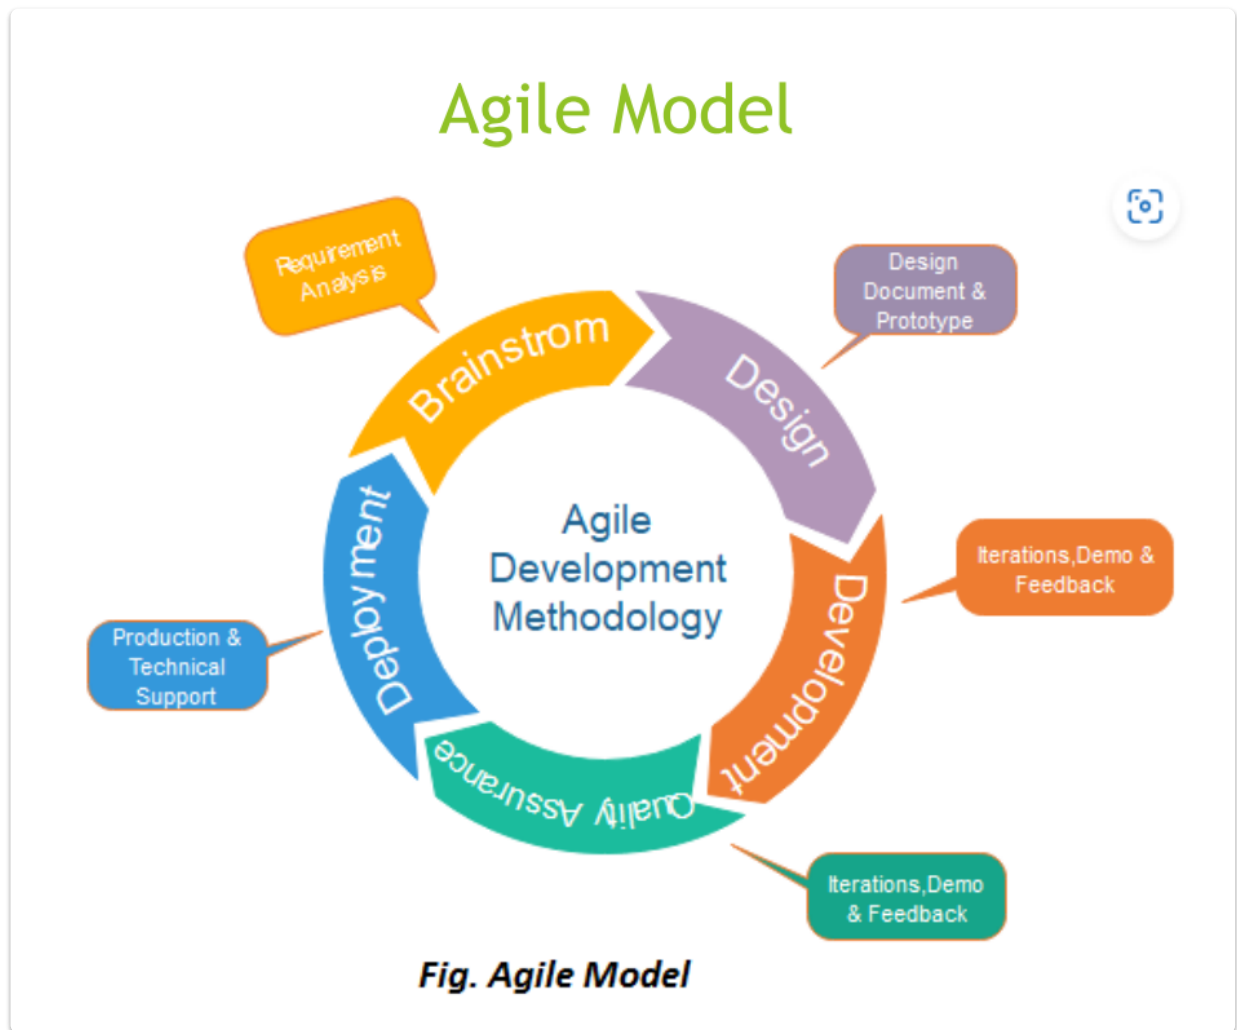 Agile Model
Requirement
Analysis
Brainstrom
Design
Design
Document &
Prototype
Agile
Development
Methodology
Development
Iterations,Demo &
Feedback
Deployment
Production &
Technical
Support
Quality Assurance
Iterations,Demo
& Feedback
Fig. Agile Model